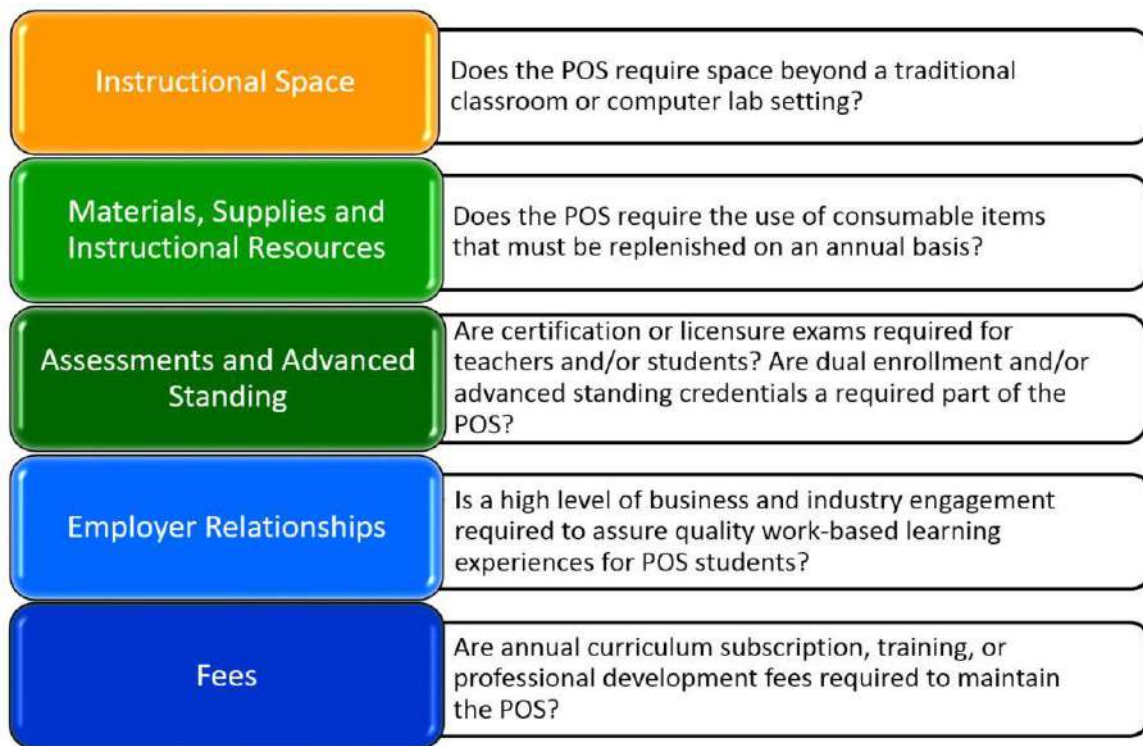 Instructional Space
Does the POS require space beyond a traditional
classroom or computer lab setting?
Materials, Supplies and
Instructional Resources
Does the POS require the use of consumable items
that must be replenished on an annual basis?
Assessments and Advanced
Standing
Are certification or licensure exams required for
teachers and/or students? Are dual enrollment and/or
advanced standing credentials a required part of the
POS?
Employer Relationships
Is a high level of business and industry engagement
required to assure quality work-based learning
experiences for POS students?
Fees
Are annual curriculum subscription, training, or
professional development fees required to maintain
the POS?